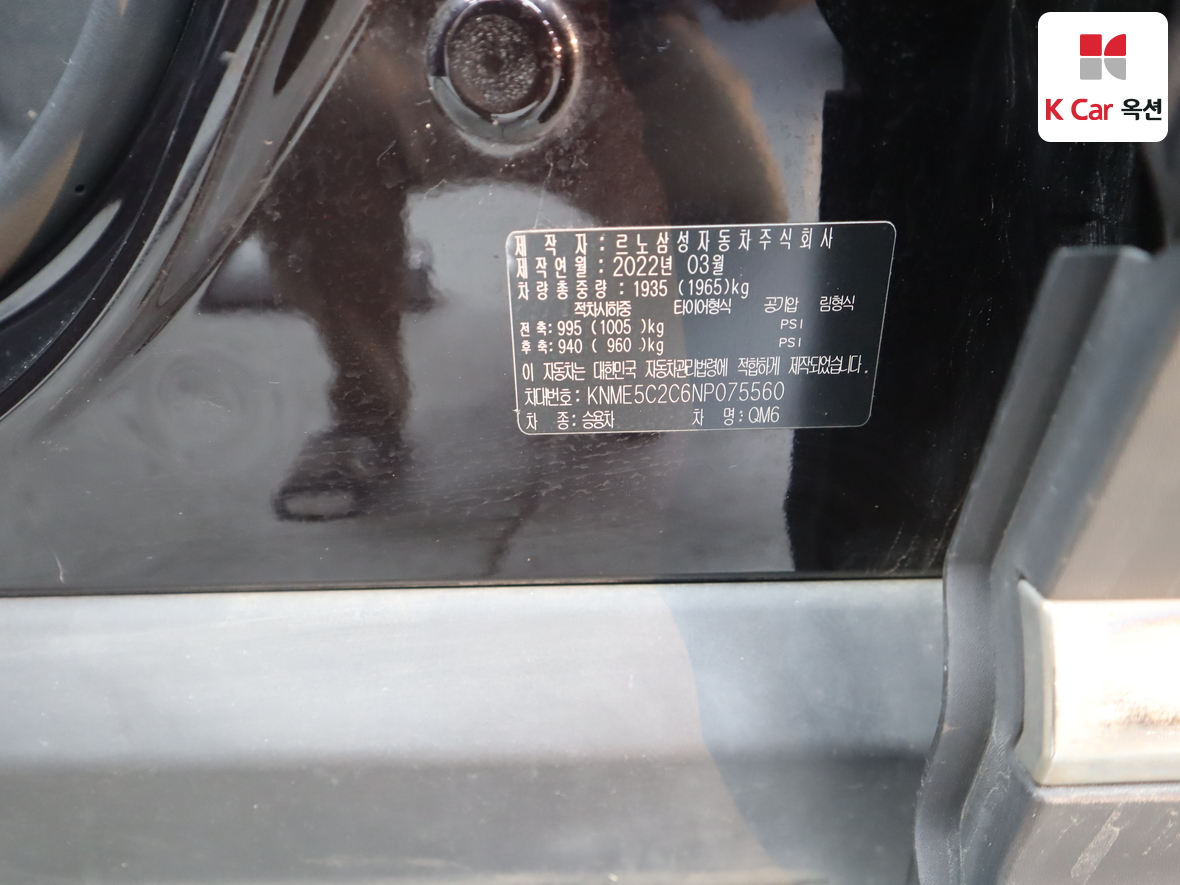 K Car 옥션
제 작 자 : 르노삼성자동차주식회사
제작연월 : 2022년 03월
차량총중량 : 1935 (1965)kg
적차시하중 타이어형식 공기압 림형식
전 축: 995 (1005 )kg PSI
후 축: 940 ( 960 )kg PSI
이 자동차는 대한민국 자동차관리법령에 적합하게 제작되었습니다.
차대번호: KNME5C2C6NP075560
차 종: 승용차 차 명: QM6